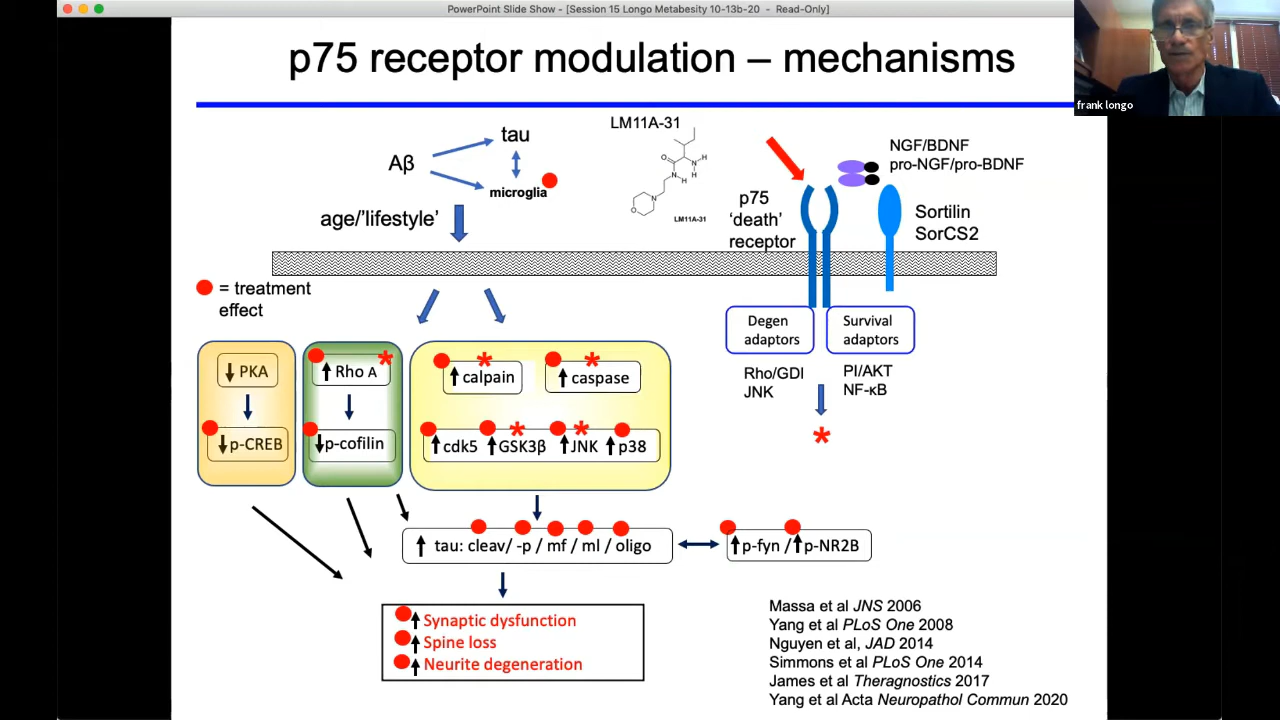 PowerPoint Slide Show - [Session 15 Longo Metabesity 10-13b-20 - Read-Only]
frank longo
p75 receptor modulation – mechanisms
Aβ
tau
microglia
age/'lifestyle'
LM11A-31
O
N
H
N
H
H
N
O
LM11A-31
p75
'death'
receptor
NGF/BDNF
pro-NGF/pro-BDNF
Sortilin
SorCS2
= treatment
effect
Degen
adaptors
Survival
adaptors
Rho/GDI
JNK
PI/AKT
NF-κB
*
↓ PKA
↓ p-CREB
↑ Rho A *
↓ p-cofilin
↑ calpain *
↑ caspase *
↑ cdk5 ↑ GSK3β * ↑ JNK * ↑ p38
↑ tau: cleav/ -p / mf / ml / oligo
↑ p-fyn / ↑ p-NR2B
↑ Synaptic dysfunction
↑ Spine loss
↑ Neurite degeneration
Massa et al JNS 2006
Yang et al PLoS One 2008
Nguyen et al, JAD 2014
Simmons et al PLoS One 2014
James et al Theragnostics 2017
Yang et al Acta Neuropathol Commun 2020